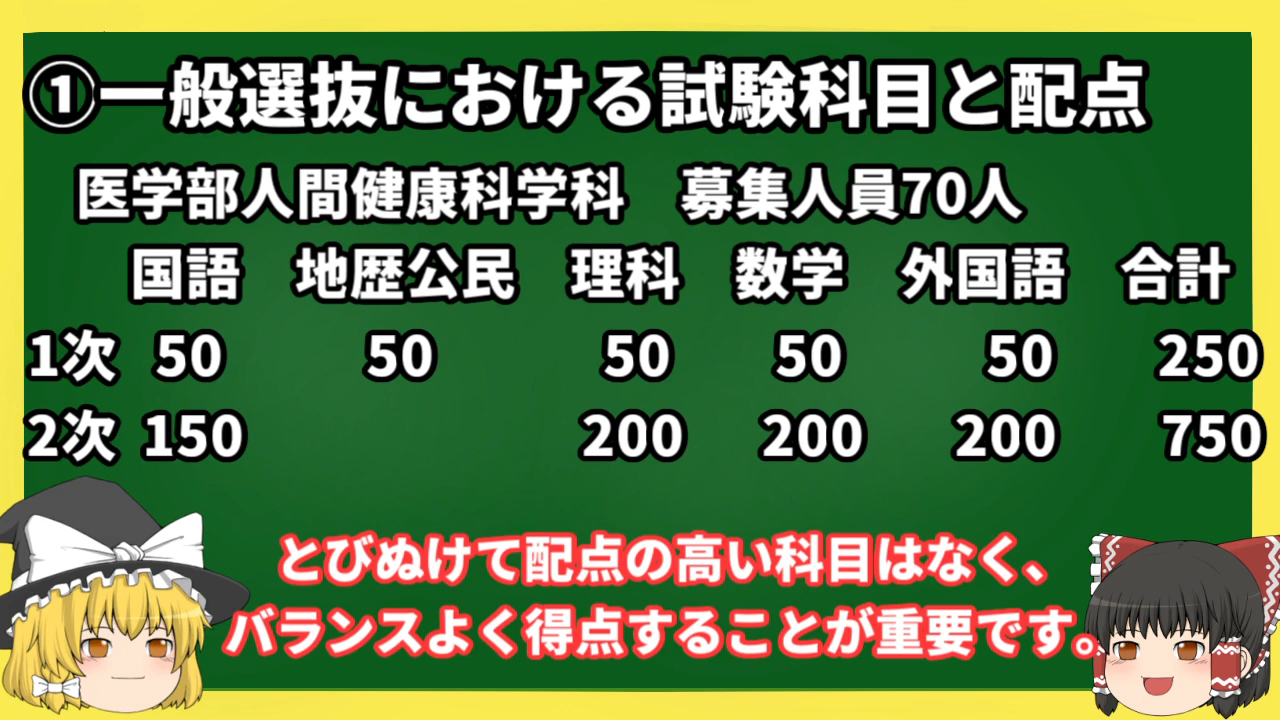 ①一般選抜における試験科目と配点
医学部人間健康科学科 募集人員70人
国語 地歴公民 理科 数学 外国語 合計
1次 50 50 50 50 50 250
2次 150 200 200 200 750
とびぬけて配点の高い科目はなく、
バランスよく得点することが重要です。